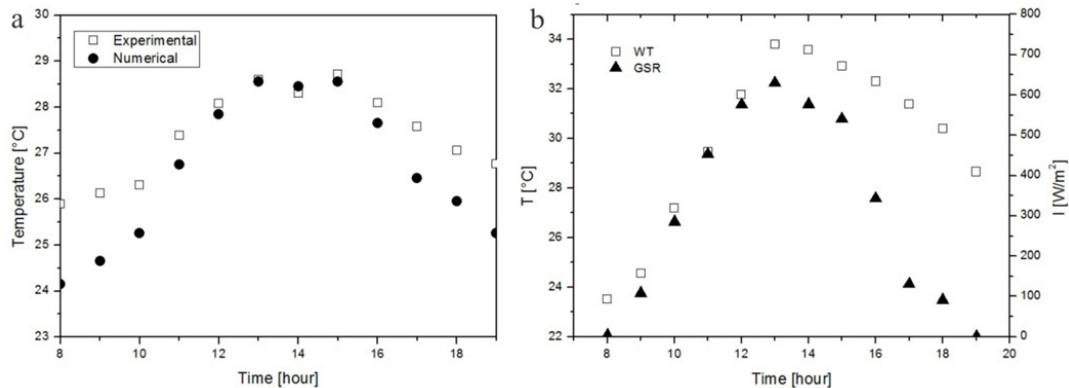 a
Experimental
Numerical
Temperature [°C]
30
29
28
27
26
25
24
23
8 10 12 14 16 18
Time [hour]
b
WT
GSR
T [°C]
34
32
30
28
26
24
22
I [W/m²]
800
700
600
500
400
300
200
100
0
8 10 12 14 16 18 20
Time [hour]